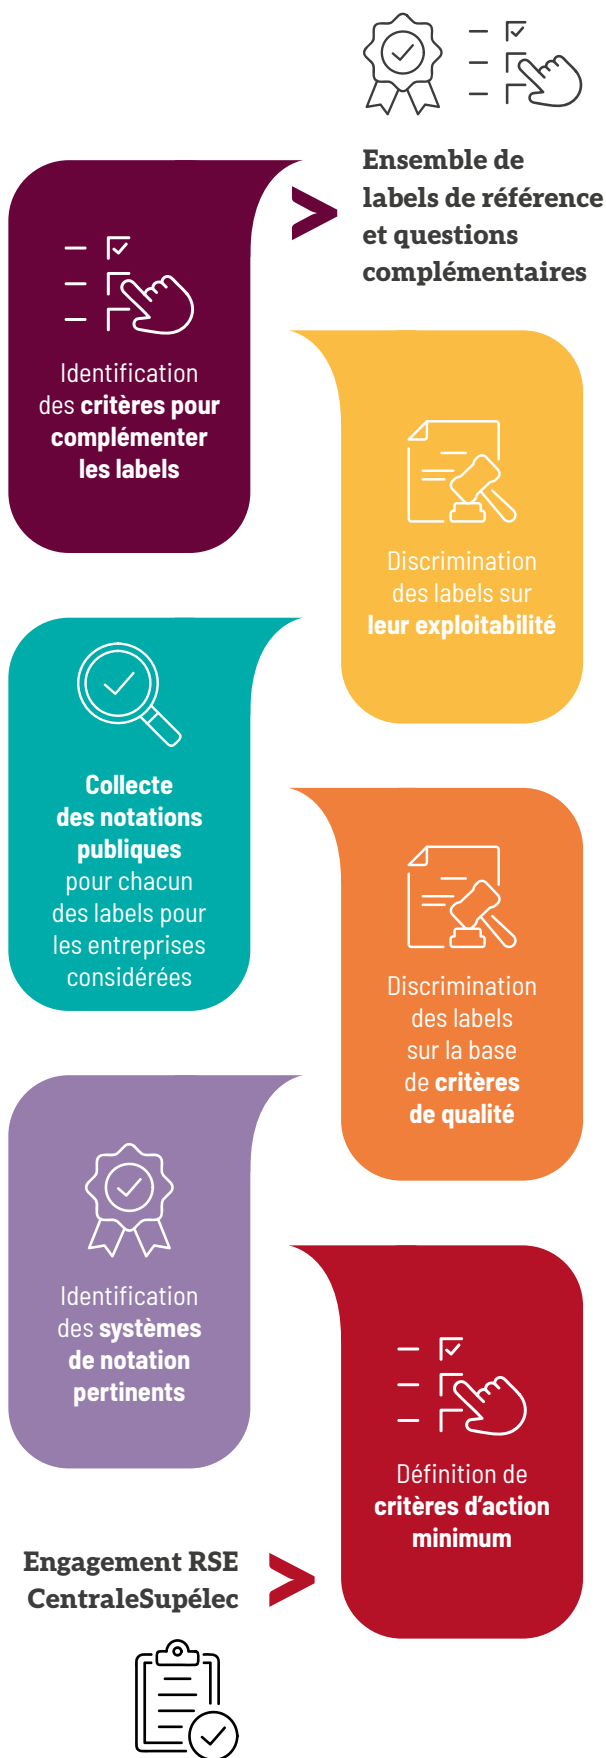 Ensemble de
labels de référence
et questions
complémentaires
Identification
des critères pour
complémenter
les labels
Discrimination
des labels sur
leur exploitabilité
Collecte
des notations
publiques
pour chacun
des labels pour
les entreprises
considérées
Discrimination
des labels
sur la base
de critères
de qualité
Identification
des systèmes
de notation
pertinents
Définition de
critères d'action
minimum
Engagement RSE
CentraleSupélec